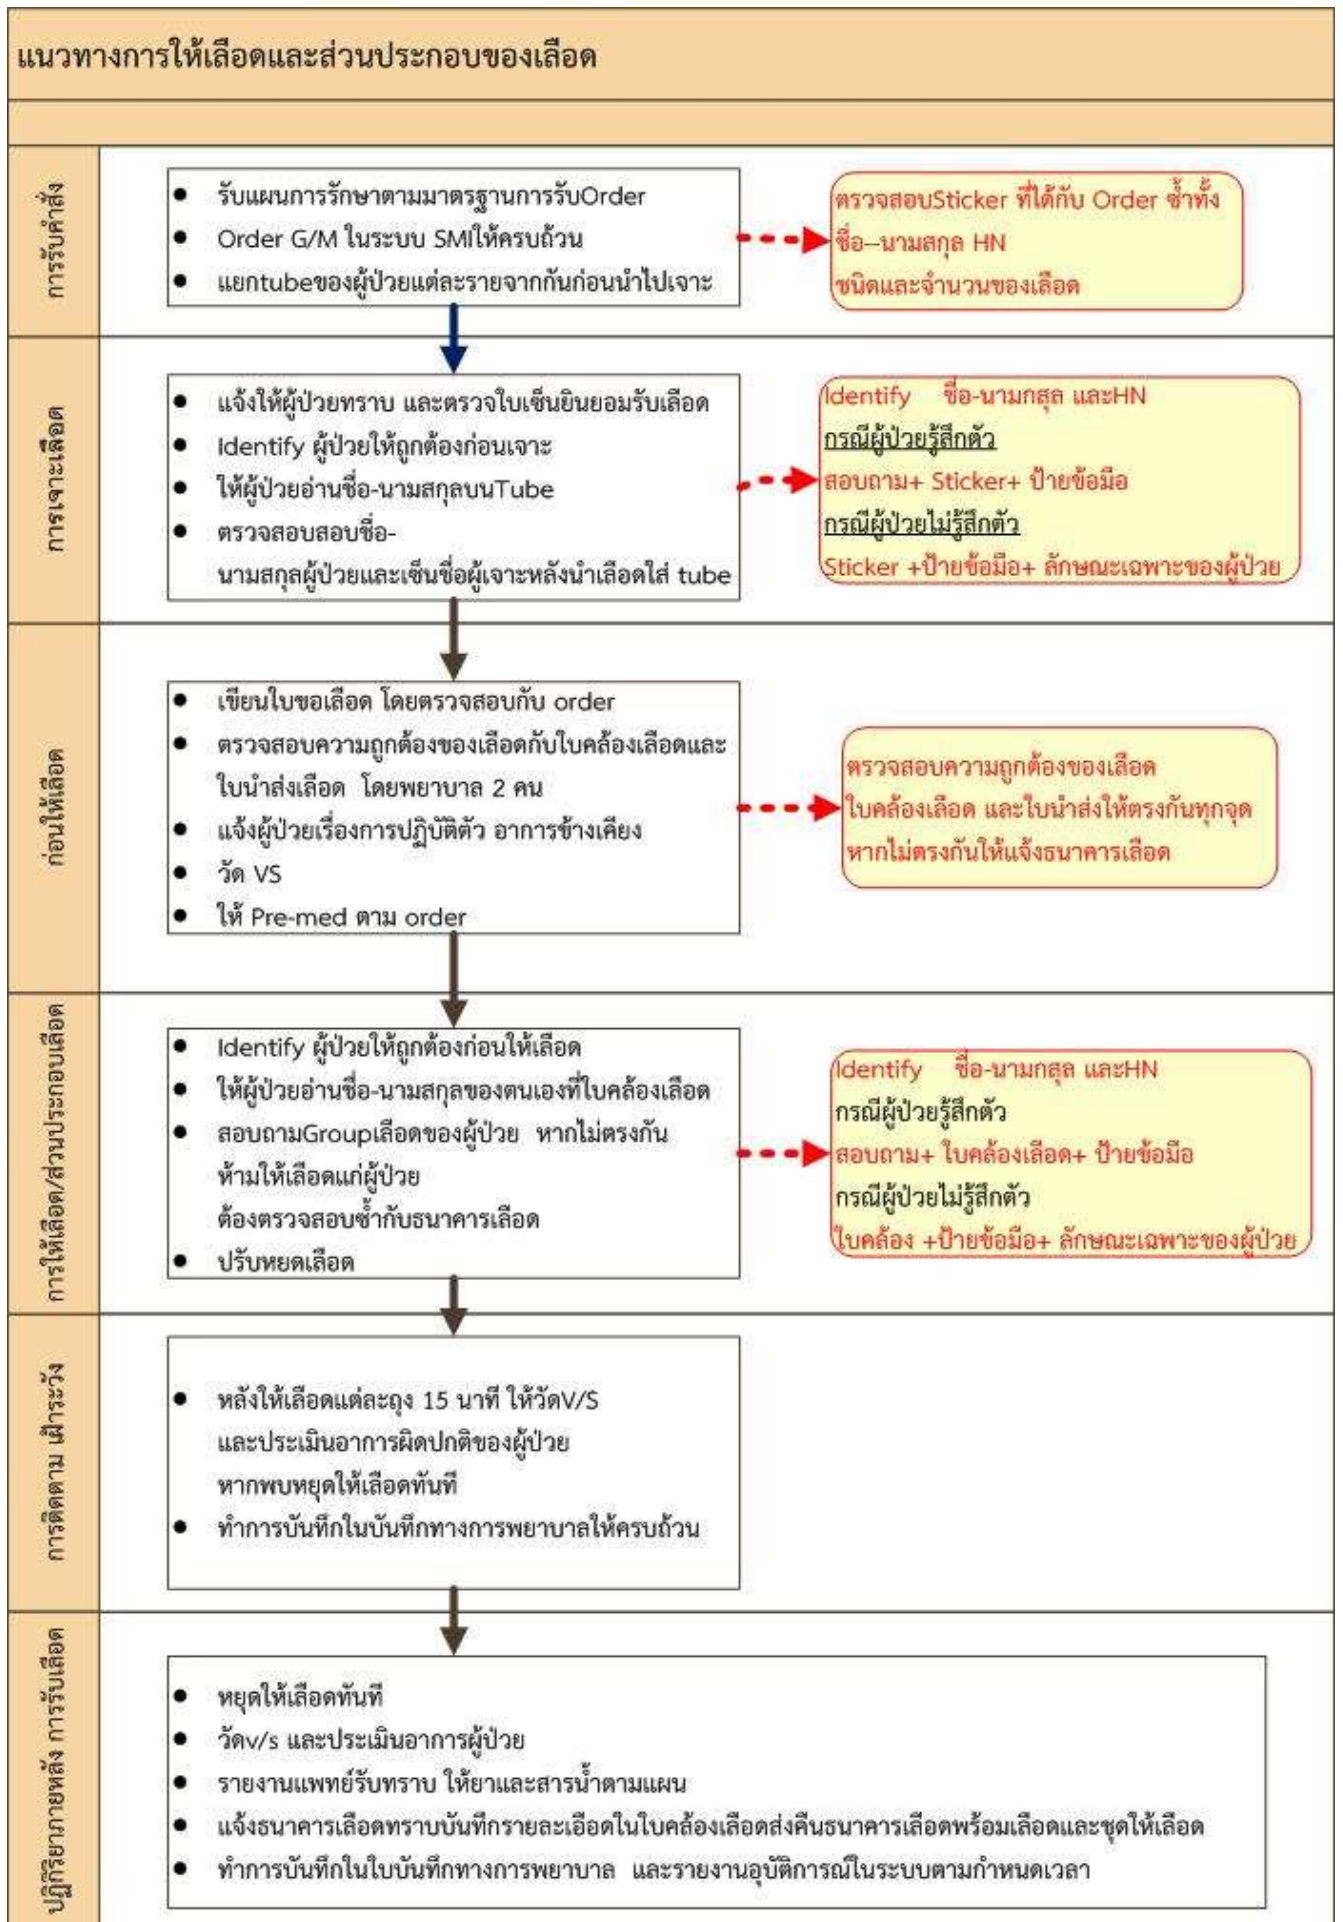 แนวทางการให้เลือดและส่วนประกอบของเลือด
การรับคำสั่ง
● รับแผนการรักษาตามมาตรฐานการรับOrder
● Order G/M ในระบบ SMIให้ครบถ้วน
● แยกtubeของผู้ป่วยแต่ละรายจากกันก่อนนำไปเจาะ
ตรวจสอบSticker ที่ได้กับ Order ซ้ำทั้ง
ชื่อ–นามสกุล HN
ชนิดและจำนวนของเลือด
การเจาะเลือด
● แจ้งให้ผู้ป่วยทราบ และตรวจใบเซ็นยินยอมรับเลือด
● Identify ผู้ป่วยให้ถูกต้องก่อนเจาะ
● ให้ผู้ป่วยอ่านชื่อ-นามสกุลบนTube
● ตรวจสอบสอบชื่อ-
นามสกุลผู้ป่วยและเซ็นชื่อผู้เจาะหลังนำเลือดใส่ tube
Identify ชื่อ-นามกสุล และHN
กรณีผู้ป่วยรู้สึกตัว
สอบถาม+ Sticker+ ป้ายข้อมือ
กรณีผู้ป่วยไม่รู้สึกตัว
Sticker +ป้ายข้อมือ+ ลักษณะเฉพาะของผู้ป่วย
ก่อนให้เลือด
● เขียนใบขอเลือด โดยตรวจสอบกับ order
● ตรวจสอบความถูกต้องของเลือดกับใบคล้องเลือดและ
ใบนำส่งเลือด โดยพยาบาล 2 คน
● แจ้งผู้ป่วยเรื่องการปฏิบัติตัว อาการข้างเคียง
● วัด VS
● ให้ Pre-med ตาม order
ตรวจสอบความถูกต้องของเลือด
ใบคล้องเลือด และใบนำส่งให้ตรงกันทุกจุด
หากไม่ตรงกันให้แจ้งธนาคารเลือด
การให้เลือด/ส่วนประกอบเลือด
● Identify ผู้ป่วยให้ถูกต้องก่อนให้เลือด
● ให้ผู้ป่วยอ่านชื่อ-นามสกุลของตนเองที่ใบคล้องเลือด
● สอบถามGroupเลือดของผู้ป่วย หากไม่ตรงกัน
ห้ามให้เลือดแก่ผู้ป่วย
ต้องตรวจสอบซ้ำกับธนาคารเลือด
● ปรับหยดเลือด
Identify ชื่อ-นามกสุล และHN
กรณีผู้ป่วยรู้สึกตัว
สอบถาม+ ใบคล้องเลือด+ ป้ายข้อมือ
กรณีผู้ป่วยไม่รู้สึกตัว
ใบคล้อง +ป้ายข้อมือ+ ลักษณะเฉพาะของผู้ป่วย
การติดตาม เฝ้าระวัง
● หลังให้เลือดแต่ละถุง 15 นาที ให้วัดV/S
และประเมินอาการผิดปกติของผู้ป่วย
หากพบหยุดให้เลือดทันที
● ทำการบันทึกในบันทึกทางการพยาบาลให้ครบถ้วน
ปฏิกิริยาภายหลัง การรับเลือด
● หยุดให้เลือดทันที
● วัดv/s และประเมินอาการผู้ป่วย
● รายงานแพทย์รับทราบ ให้ยาและสารน้ำตามแผน
● แจ้งธนาคารเลือดทราบบันทึกรายละเอียดในใบคล้องเลือดส่งคืนธนาคารเลือดพร้อมเลือดและชุดให้เลือด
● ทำการบันทึกในใบบันทึกทางการพยาบาล และรายงานอุบัติการณ์ในระบบตามกำหนดเวลา